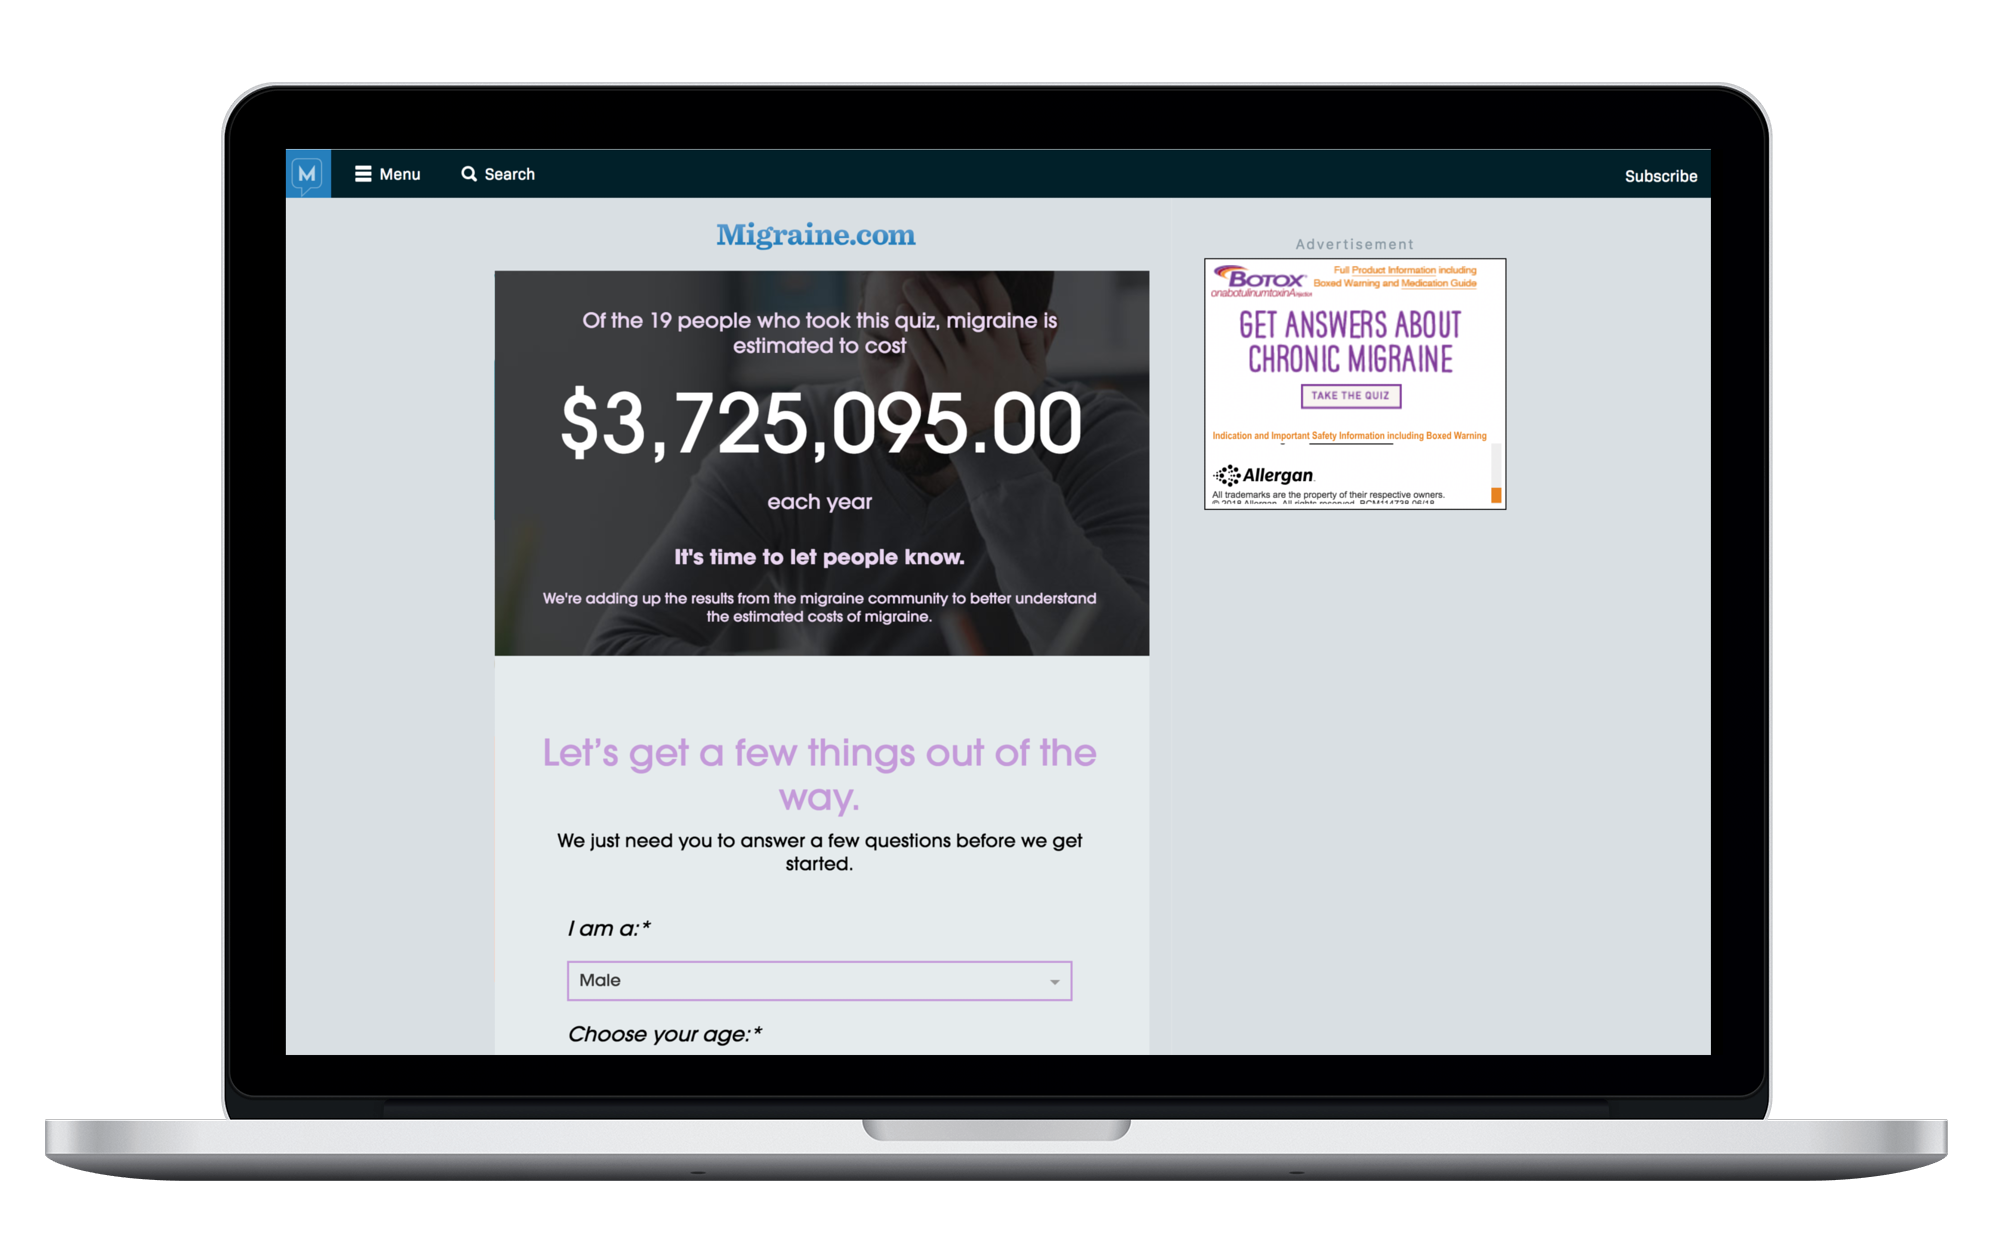 M
Menu
Search
Subscribe
Migraine.com
Of the 19 people who took this quiz, migraine is
estimated to cost
$3,725,095.00
each year
It's time to let people know.
We're adding up the results from the migraine community to better understand
the estimated costs of migraine.
Let's get a few things out of the
way.
We just need you to answer a few questions before we get
started.
I am a:*
Male
Choose your age:*
Advertisement
BOTOX
onabotulinumtoxinA
Full Product Information including
Boxed Warning and Medication Guide
GET ANSWERS ABOUT
CHRONIC MIGRAINE
TAKE THE QUIZ
Indication and Important Safety Information including Boxed Warning
Allergan
All trademarks are the property of their respective owners.
© 2018 Allergan. All rights reserved.